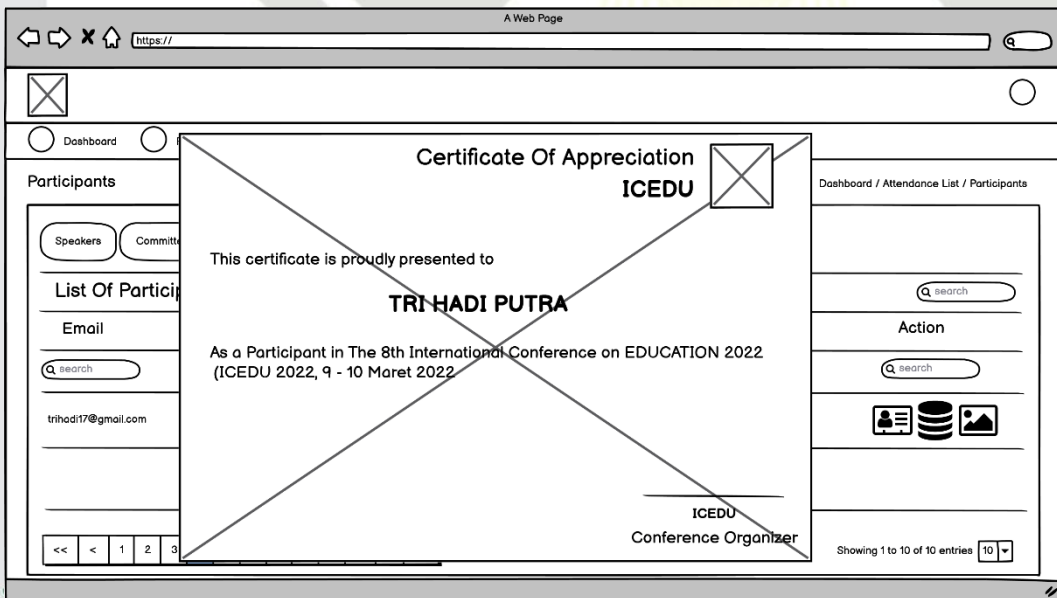 A Web Page
https://
Dashboard
Participants
Dashboard / Attendance List / Participants
Speakers
Certificate Of Appreciation
ICEDU
This certificate is proudly presented to
TRI HADI PUTRA
As a Participant in The 8th International Conference on EDUCATION 2022
(ICEDU 2022, 9 - 10 Maret 2022
ICEDU
Conference Organizer
List Of
search
Email
Action
search
search
trihadi17@gmail.com
<< < 1 2 3
Showing 1 to 10 of 10 entries 10